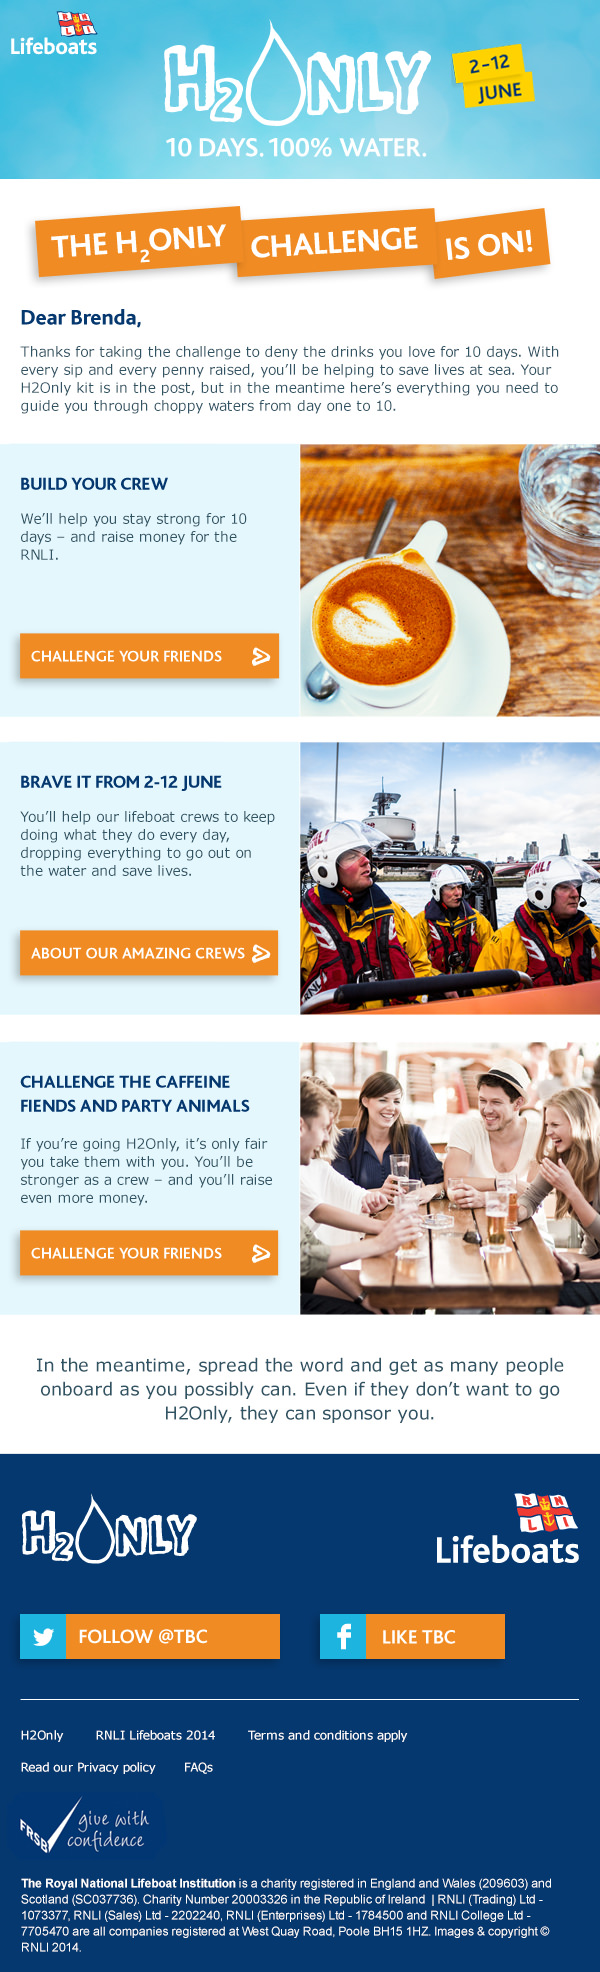 RNLI
Lifeboats
H2ONLY
2-12
JUNE
10 DAYS. 100% WATER.
THE H2ONLY CHALLENGE IS ON!
Dear Brenda,
Thanks for taking the challenge to deny the drinks you love for 10 days. With
every sip and every penny raised, you'll be helping to save lives at sea. Your
H2Only kit is in the post, but in the meantime here's everything you need to
guide you through choppy waters from day one to 10.
BUILD YOUR CREW
We'll help you stay strong for 10
days – and raise money for the
RNLI.
CHALLENGE YOUR FRIENDS
BRAVE IT FROM 2-12 JUNE
You'll help our lifeboat crews to keep
doing what they do every day,
dropping everything to go out on
the water and save lives.
ABOUT OUR AMAZING CREWS
RNLI
RNLI
CHALLENGE THE CAFFEINE
FIENDS AND PARTY ANIMALS
If you're going H2Only, it's only fair
you take them with you. You'll be
stronger as a crew – and you'll raise
even more money.
CHALLENGE YOUR FRIENDS
In the meantime, spread the word and get as many people
onboard as you possibly can. Even if they don't want to go
H2Only, they can sponsor you.
H2ONLY
RNLI
Lifeboats
FOLLOW @TBC
LIKE TBC
H2Only RNLI Lifeboats 2014 Terms and conditions apply
Read our Privacy policy FAQs
FRSB give with
confidence
The Royal National Lifeboat Institution is a charity registered in England and Wales (209603) and
Scotland (SC037736). Charity Number 20003326 in the Republic of Ireland | RNLI (Trading) Ltd -
1073377, RNLI (Sales) Ltd - 2202240, RNLI (Enterprises) Ltd - 1784500 and RNLI College Ltd -
7705470 are all companies registered at West Quay Road, Poole BH15 1HZ. Images & copyright ©
RNLI 2014.